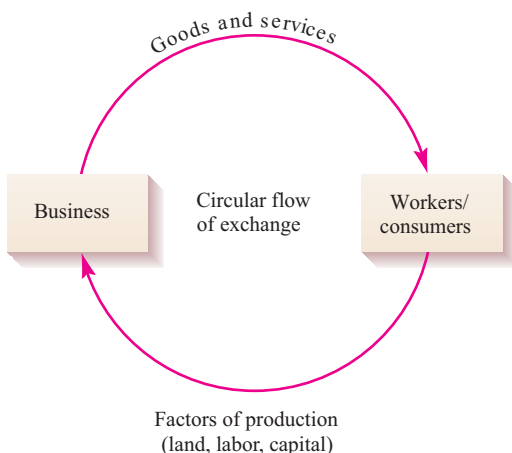 Goods and services
Business
Circular flow
of exchange
Workers/
consumers
Factors of production
(land, labor, capital)